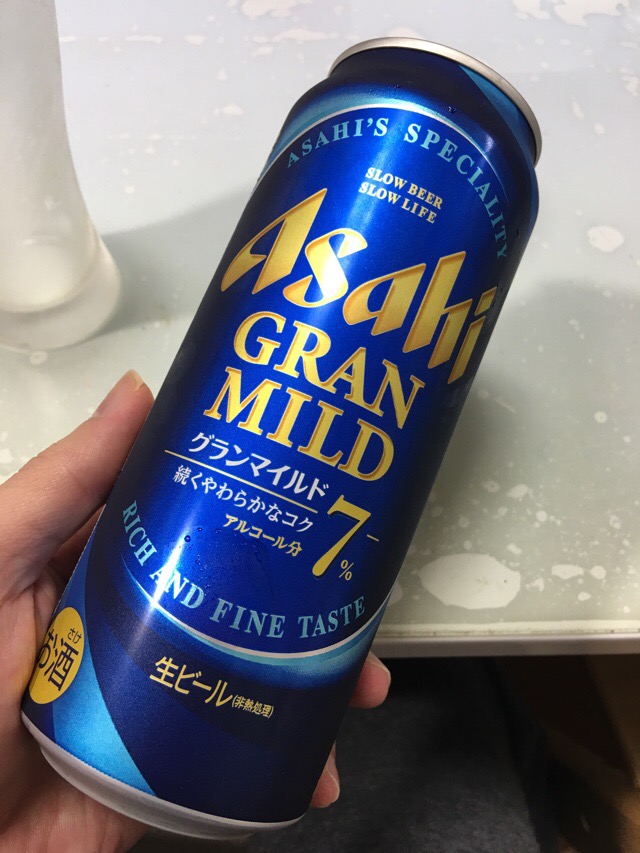 ASAHI'S SPECIALITY
SLOW BEER
SLOW LIFE
Asahi
GRAN
MILD
グランマイルド
続くやわらかなコク
アルコール分 7%
RICH AND FINE TASTE
さけ
お酒
生ビール(非熱処理)